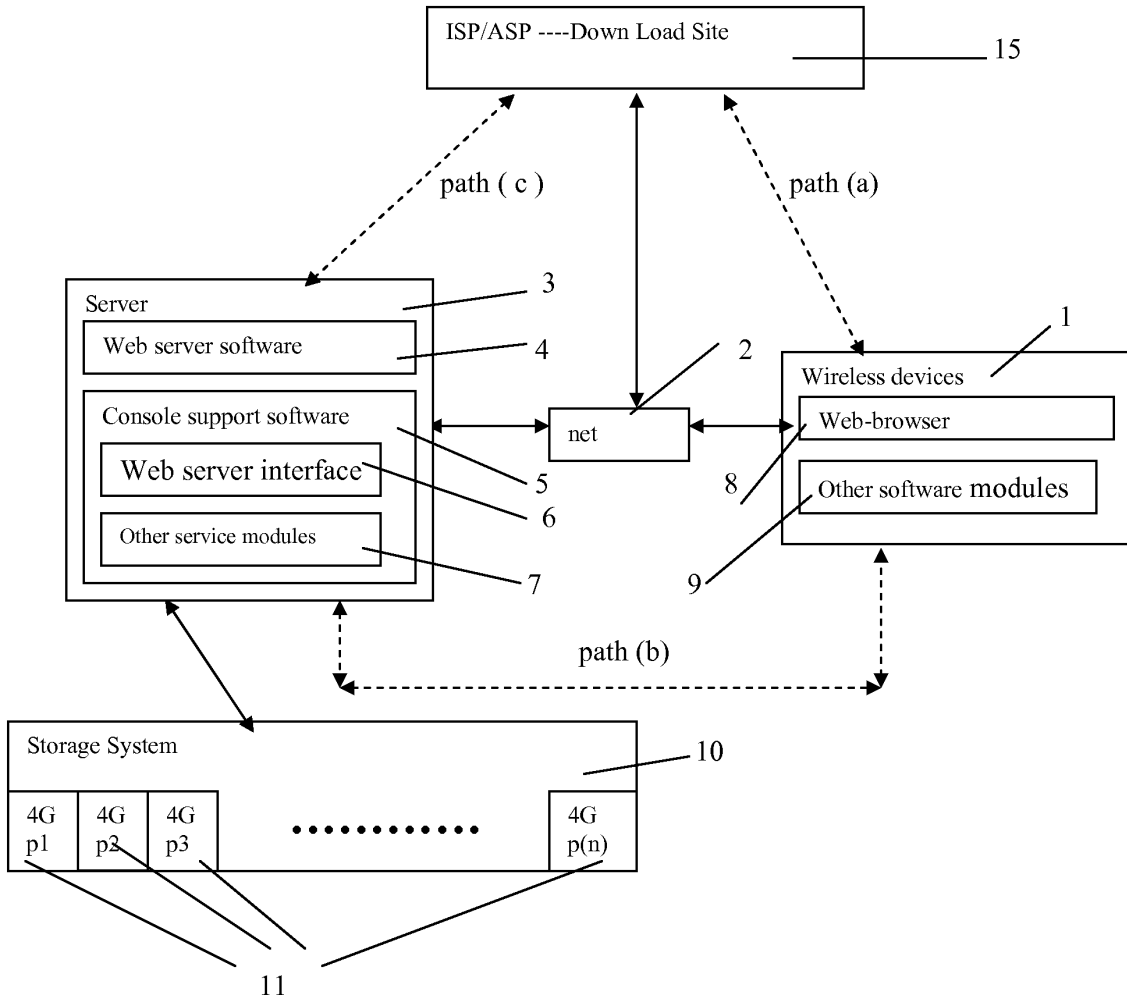 ISP/ASP ----Down Load Site
15
path ( c )
path (a)
Server
3
Web server software
4
Console support software
5
Web server interface
6
Other service modules
7
2
net
1
Wireless devices
Web-browser
8
Other software modules
9
path (b)
Storage System
10
4G
p1
4G
p2
4G
p3
4G
p(n)
11